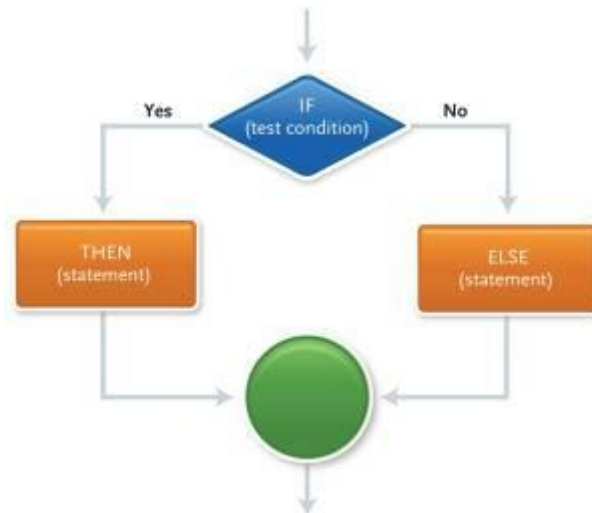 IF
(test condition)
Yes
No
THEN
(statement)
ELSE
(statement)